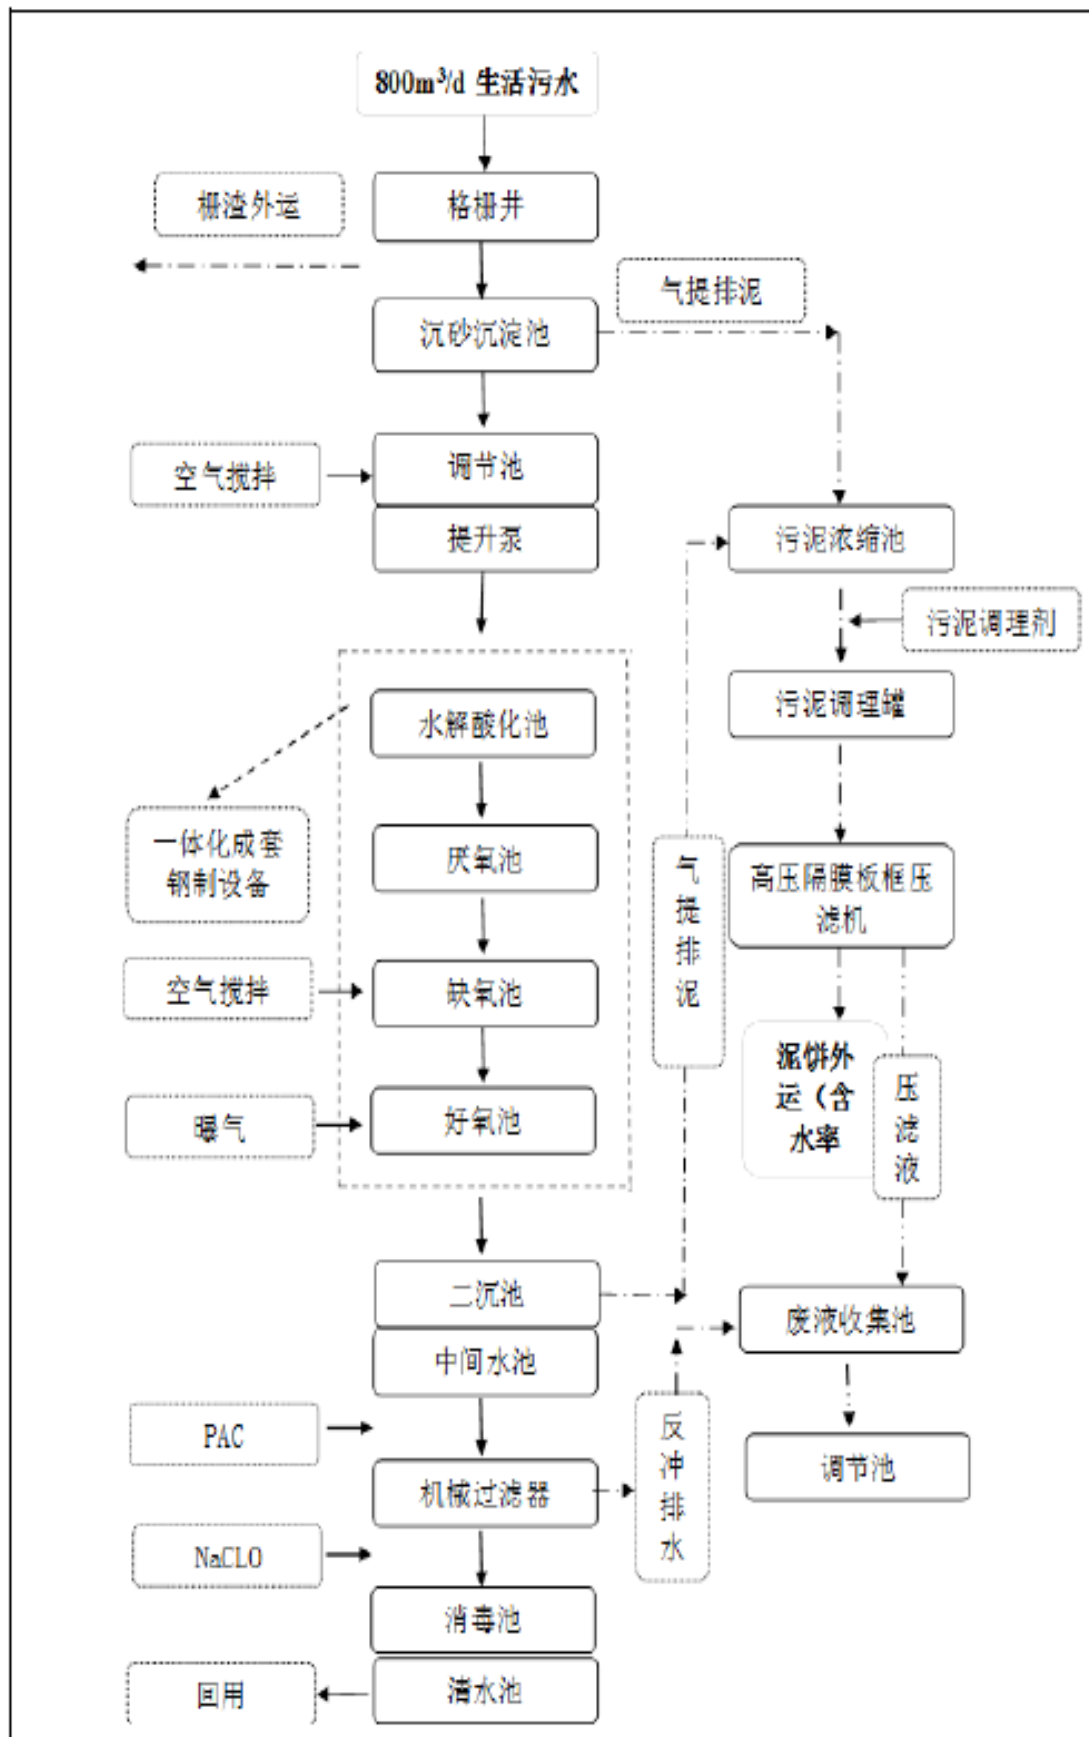 800m³/d 生活污水
栅渣外运
格栅井
气提排泥
沉砂沉淀池
空气搅拌
调节池
提升泵
污泥浓缩池
污泥调理剂
污泥调理罐
水解酸化池
一体化成套
钢制设备
厌氧池
气提排泥
高压隔膜板框压
滤机
空气搅拌
缺氧池
泥饼外
运（含
水率
压滤液
曝气
好氧池
二沉池
中间水池
废液收集池
PAC
反冲排水
调节池
机械过滤器
NaCLO
消毒池
回用
清水池